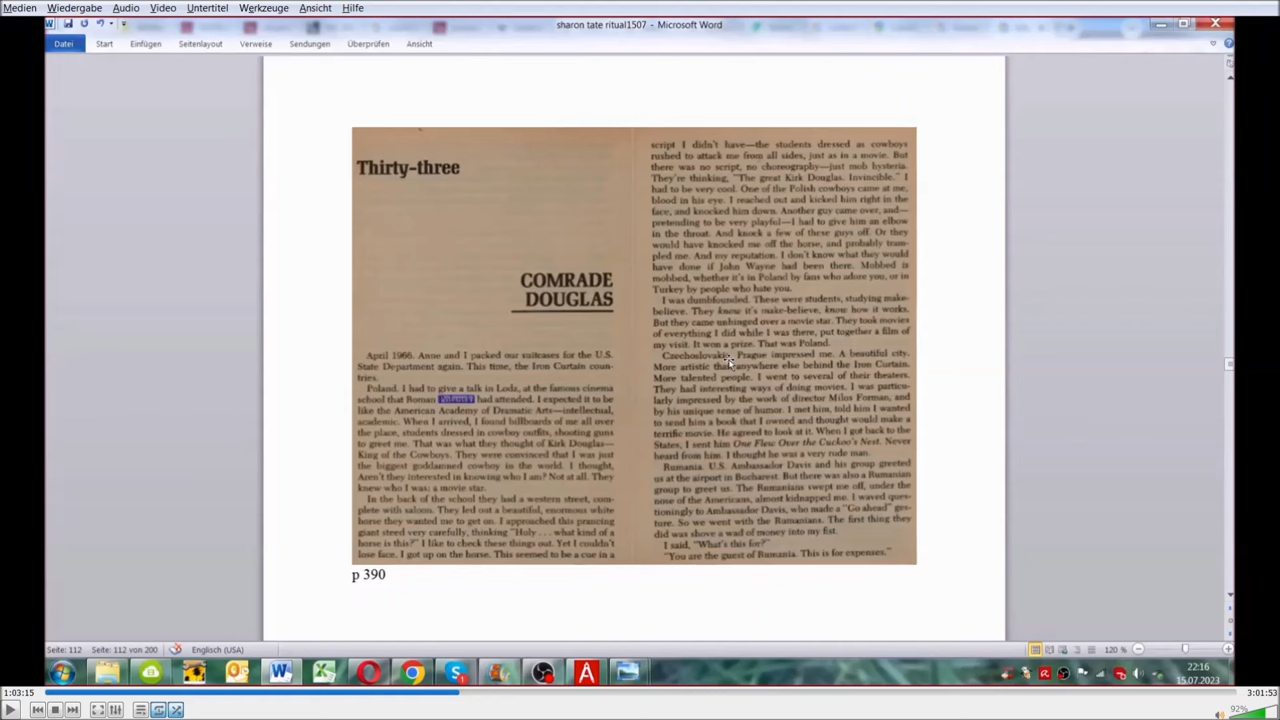 Medien Wiedergabe Audio Video Untertitel Werkzeuge Ansicht Hilfe
sharon tate ritual1507 - Microsoft Word
Datei Start Einfügen Seitenlayout Verweise Sendungen Überprüfen Ansicht
Thirty-three
COMRADE
DOUGLAS
April 1966. Anne and I packed our suitcases for the U.S.
State Department again. This time, the Iron Curtain coun-
tries.
Poland. I had to give a talk in Lodz, at the famous cinema
school that Roman had attended. I expected it to be
like the American Academy of Dramatic Arts—intellectual,
academic. When I arrived, I found billboards of me all over
the place, students dressed in cowboy outfits, shooting guns
to greet me. That was what they thought of Kirk Douglas—
King of the Cowboys. They were convinced that I was just
the biggest goddamned cowboy in the world. I thought,
Aren't they interested in knowing who I am? Not at all. They
knew who I was: a movie star.
In the back of the school they had a western street, com-
plete with saloon. They led out a beautiful, enormous white
horse they wanted me to get on. I approached this prancing
giant steed very carefully, thinking "Holy . . . what kind of a
horse is this?" I like to check these things out. Yet I couldn't
lose face. I got up on the horse. This seemed to be a cue in a
script I didn't have—the students dressed as cowboys
rushed to attack me from all sides, just as in a movie. But
there was no script, no choreography—just mob hysteria.
They're thinking, "The great Kirk Douglas. Invincible." I
had to be very cool. One of the Polish cowboys came at me,
blood in his eye. I reached out and kicked him right in the
face, and knocked him down. Another guy came over, and—
pretending to be very playful—I had to give him an elbow
in the throat. And knock a few of these guys off. Or they
would have knocked me off the horse, and probably tram-
pled me. And my reputation. I don't know what they would
have done if John Wayne had been there. Mobbed is
mobbed, whether it's in Poland by fans who adore you, or in
Turkey by people who hate you.
I was dumbfounded. These were students, studying make-
believe. They know it's make-believe, know how it works.
But they came unhinged over a movie star. They took movies
of everything I did while I was there, put together a film of
my visit. It won a prize. That was Poland.
Czechoslovakia. Prague impressed me. A beautiful city.
More artistic than anywhere else behind the Iron Curtain.
More talented people. I went to several of their theaters.
They had interesting ways of doing movies. I was particu-
larly impressed by the work of director Milos Forman, and
by his unique sense of humor. I met him, told him I wanted
to send him a book that I owned and thought would make a
terrific movie. He agreed to look at it. When I got back to the
States, I sent him One Flew Over the Cuckoo's Nest. Never
heard from him. I thought he was a very rude man.
Rumania. U.S. Ambassador Davis and his group greeted
us at the airport in Bucharest. But there was also a Rumanian
group to greet us. The Rumanians swept me off, under the
nose of the Americans, almost kidnapped me. I waved ques-
tioningly to Ambassador Davis, who made a "Go ahead" ges-
ture. So we went with the Rumanians. The first thing they
did was shove a wad of money into my fist.
I said, "What's this for?"
"You are the guest of Rumania. This is for expenses."
p 390
Seite: 112 Seite: 112 von 200 Englisch (USA) 120 %
22:16
15.07.2023
1:03:15 3:01:53
92%